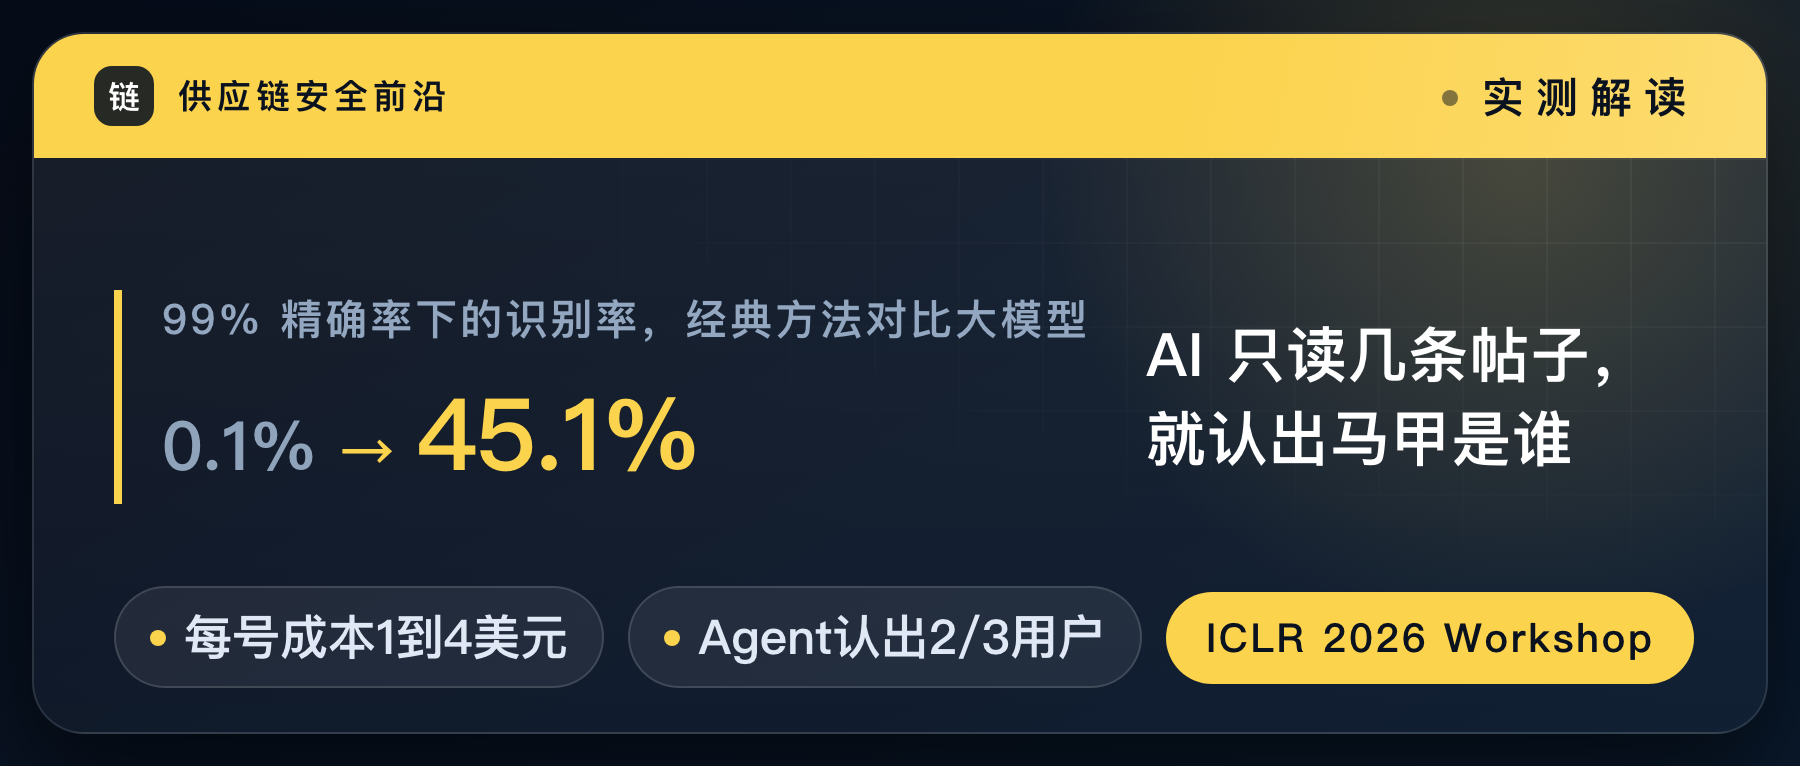 链 供应链安全前沿
实测解读
99% 精确率下的识别率，经典方法对比大模型
0.1% → 45.1%
AI 只读几条帖子，
就认出马甲是谁
每号成本1到4美元
Agent认出2/3用户
ICLR 2026 Workshop